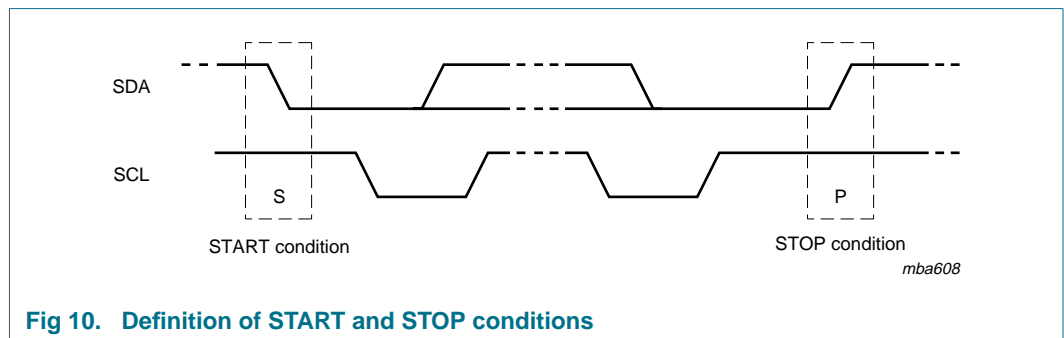 SDA
SCL
S
P
START condition
STOP condition
mba608
Fig 10. Definition of START and STOP conditions